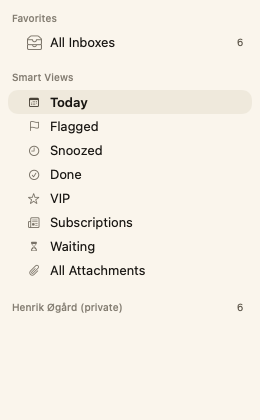 Favorites
All Inboxes 6
Smart Views
Today
Flagged
Snoozed
Done
VIP
Subscriptions
Waiting
All Attachments
Henrik Øgård (private) 6